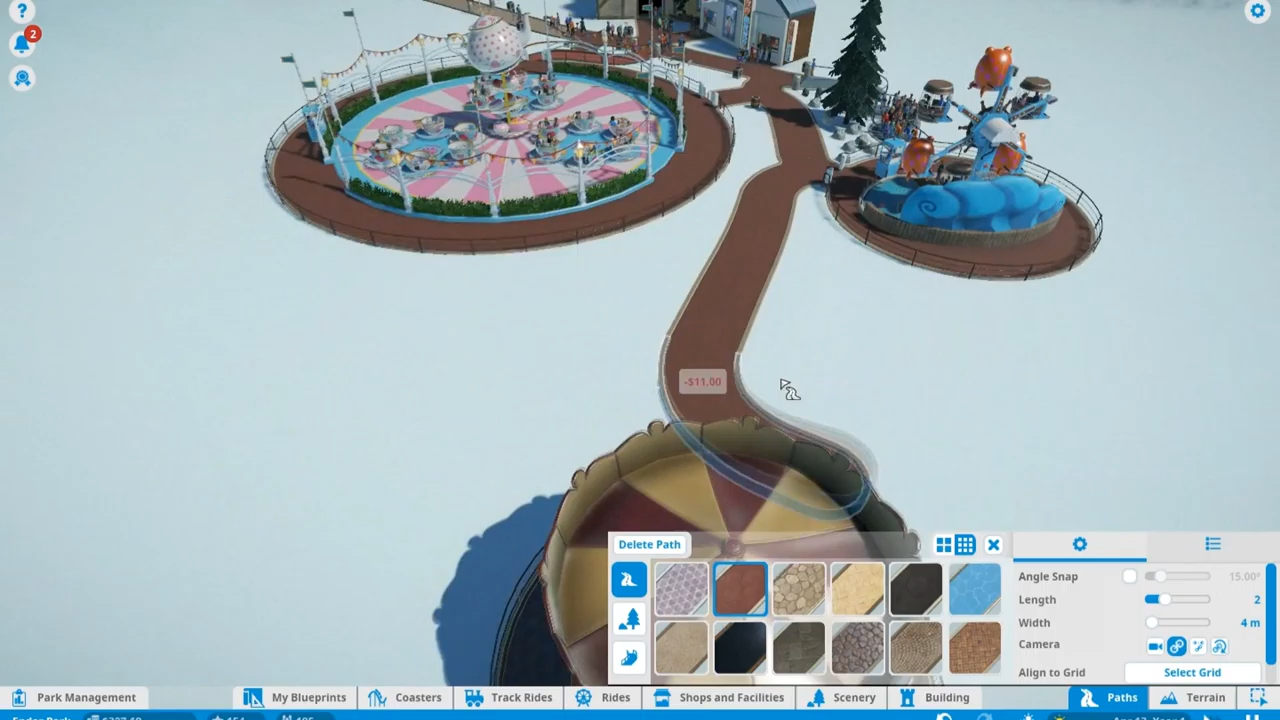 ?
2
-$11.00
Delete Path
Angle Snap 15.00°
Length 2
Width 4 m
Camera
Align to Grid Select Grid
Park Management My Blueprints Coasters Track Rides Rides Shops and Facilities Scenery Building Paths Terrain